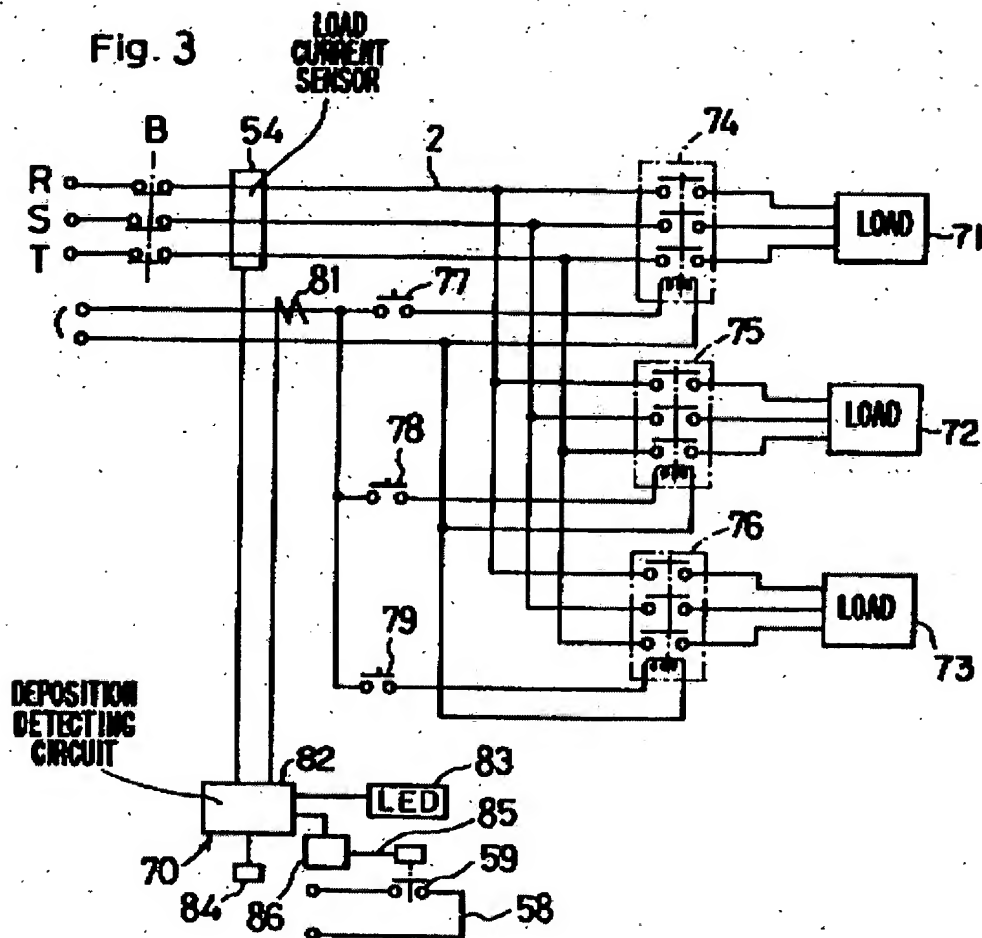 Fig. 3
LOAD
CURRENT
SENSOR
B
54
2
74
R
S
T
LOAD
71
81
77
75
LOAD
72
78
76
79
LOAD
73
DEPOSITION
DETECTING
CIRCUIT
82
83
LED
85
70
84
86
59
58